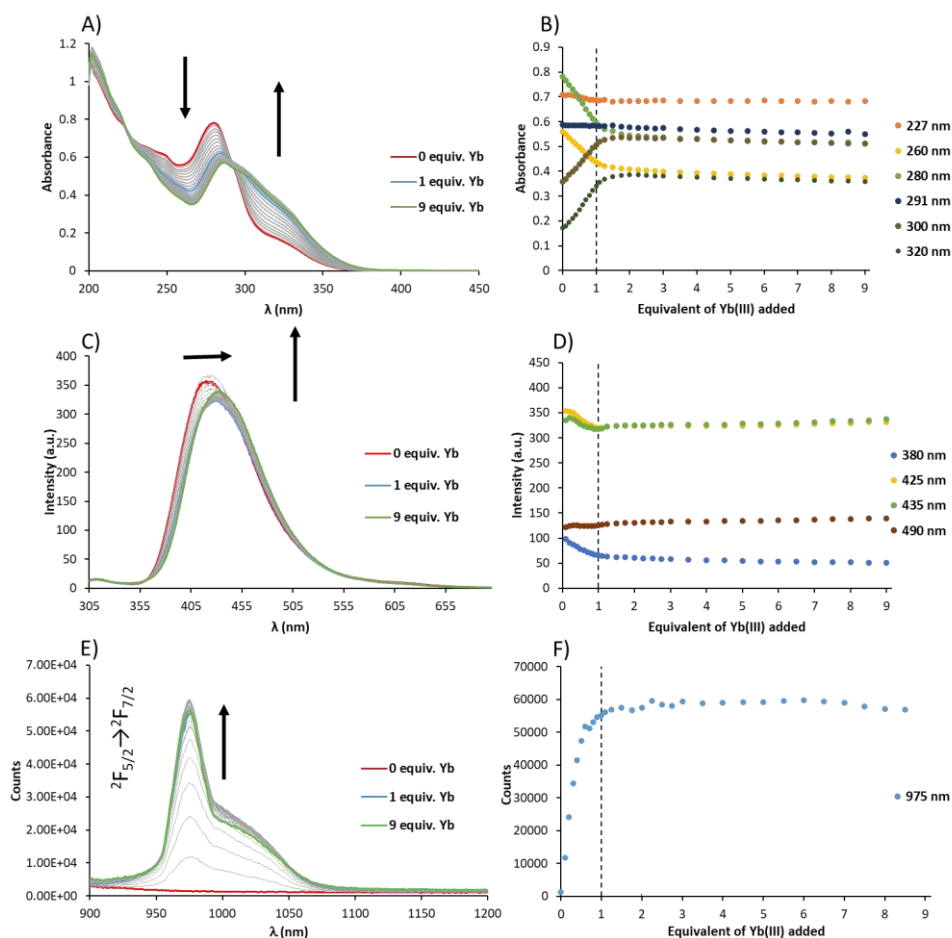 A)
1.2
1
0.8
0.6
0.4
0.2
0
Absorbance
200 250 300 350 400 450
λ (nm)
0 equiv. Yb
1 equiv. Yb
9 equiv. Yb
B)
0.9
0.8
0.7
0.6
0.5
0.4
0.3
0.2
0.1
0
Absorbance
0 1 2 3 4 5 6 7 8 9
Equivalent of Yb(III) added
227 nm
260 nm
280 nm
291 nm
300 nm
320 nm
C)
400
350
300
250
200
150
100
50
0
Intensity (a.u.)
305 355 405 455 505 555 605 655
λ (nm)
0 equiv. Yb
1 equiv. Yb
9 equiv. Yb
D)
450
400
350
300
250
200
150
100
50
0
Intensity (a.u.)
0 1 2 3 4 5 6 7 8 9
Equivalent of Yb(III) added
380 nm
425 nm
435 nm
490 nm
E)
7.00E+04
6.00E+04
5.00E+04
4.00E+04
3.00E+04
2.00E+04
1.00E+04
0.00E+00
Counts
²F₅/₂→²F₇/₂
900 950 1000 1050 1100 1150 1200
λ (nm)
0 equiv. Yb
1 equiv. Yb
9 equiv. Yb
F)
70000
60000
50000
40000
30000
20000
10000
0
Counts
0 1 2 3 4 5 6 7 8 9
Equivalent of Yb(III) added
975 nm